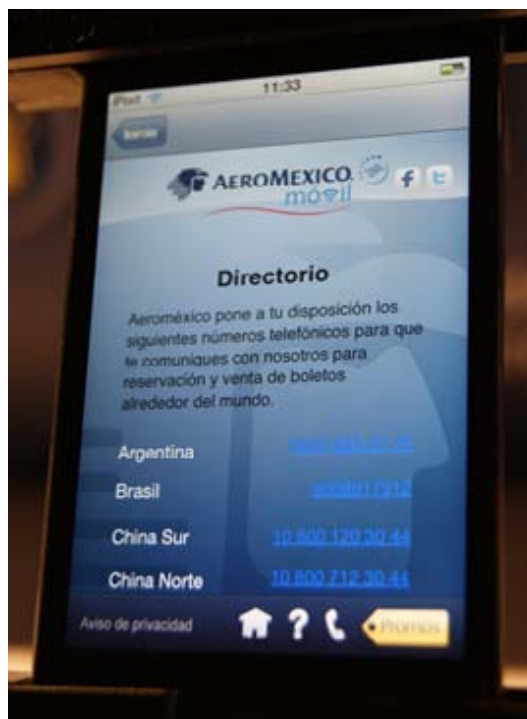 iPod 11:33
AEROMEXICO.
móvil
f t
Directorio
Aeroméxico pone a tu disposición los
siguientes números telefónicos para que
te comuniques con nosotros para
reservación y venta de boletos
alrededor del mundo.
Argentina
Brasil
China Sur 10 800 120 30 44
China Norte 10 800 712 30 44
Aviso de privacidad ? Promos